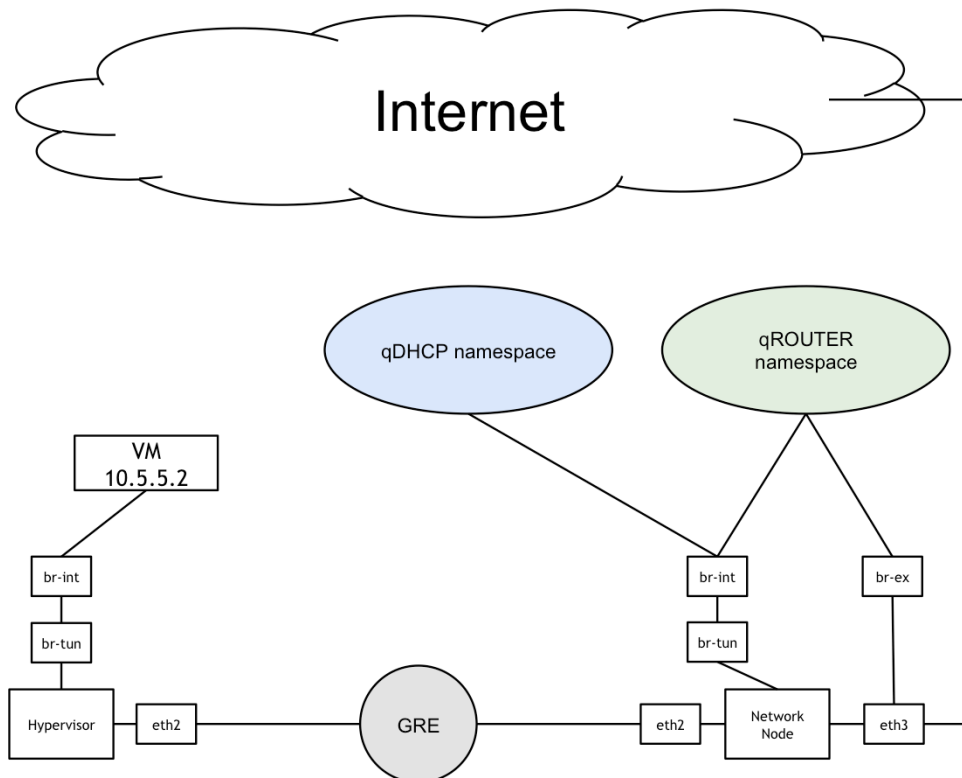 Internet
qDHCP namespace
qROUTER
namespace
VM
10.5.5.2
br-int
br-int
br-ex
br-tun
br-tun
Hypervisor
eth2
GRE
eth2
Network
Node
eth3